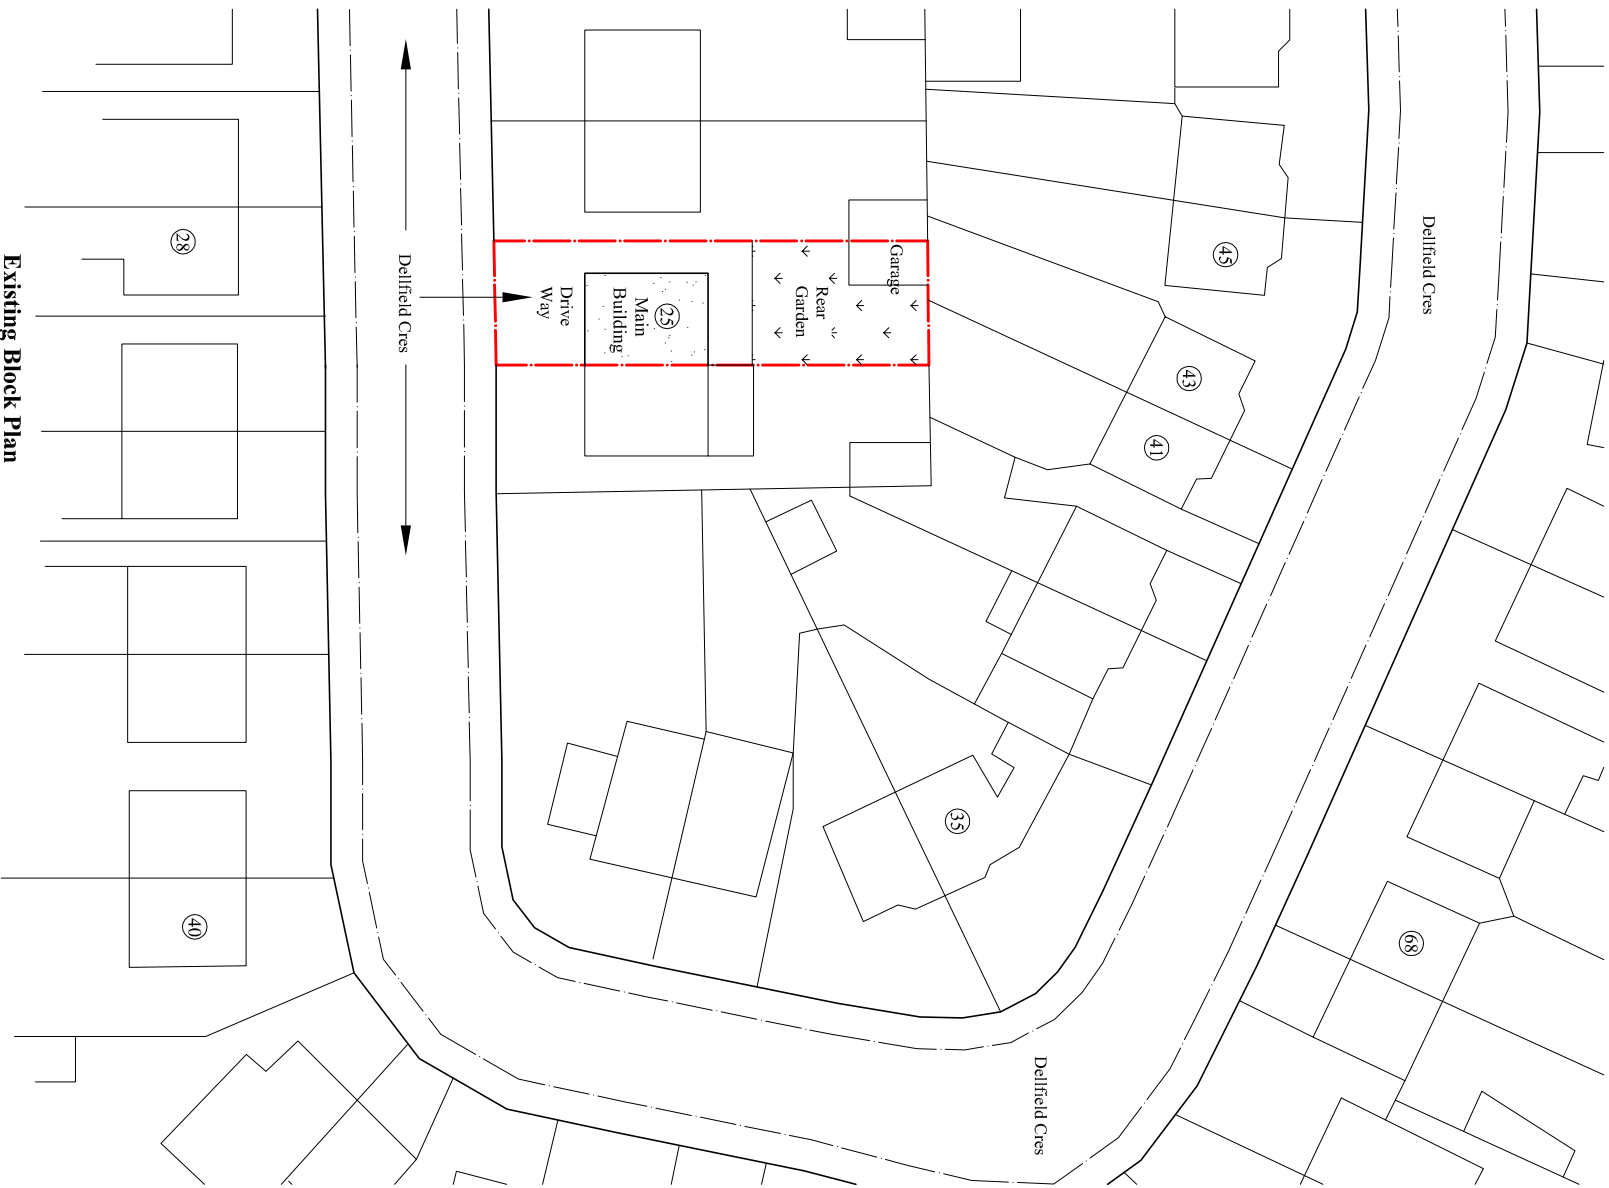 Existing Block Plan
Dellfield Cres
Dellfield Cres
Dellfield Cres
Garage
Rear
Garden
25
Main
Building
Drive
Way
28
40
45
43
41
35
68